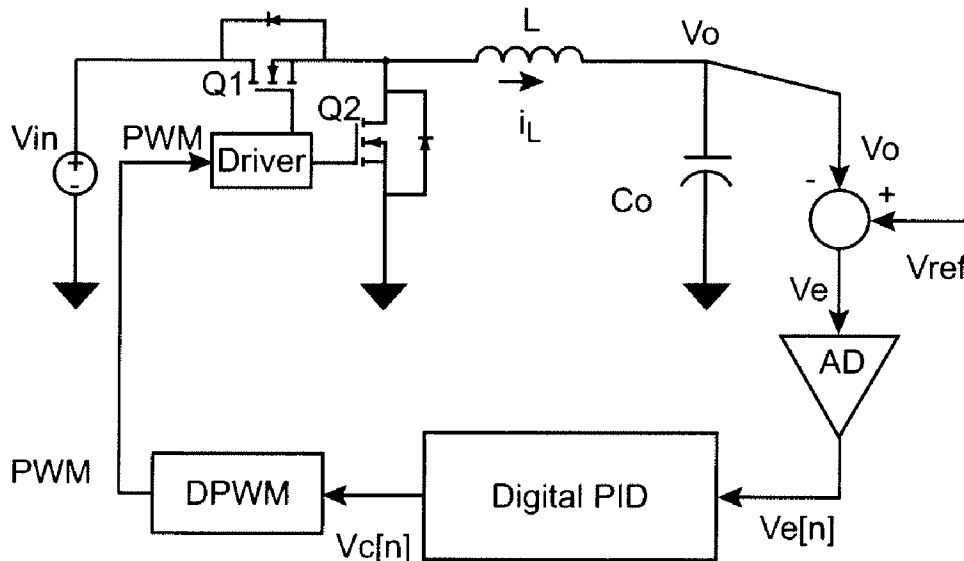 L
Vo
Q1
Q2
iL
Vin
+
-
PWM
Driver
Vo
-
+
Co
Vref
Ve
AD
PWM
DPWM
Digital PID
Vc[n]
Ve[n]